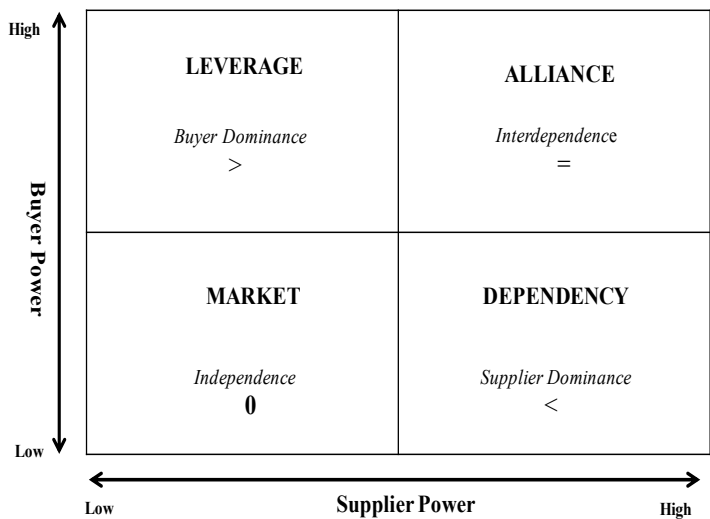 High
LEVERAGE
ALLIANCE
Buyer Dominance
>
Interdependence
=
Buyer Power
MARKET
DEPENDENCY
Independence
0
Supplier Dominance
<
Low
Low
Supplier Power
High